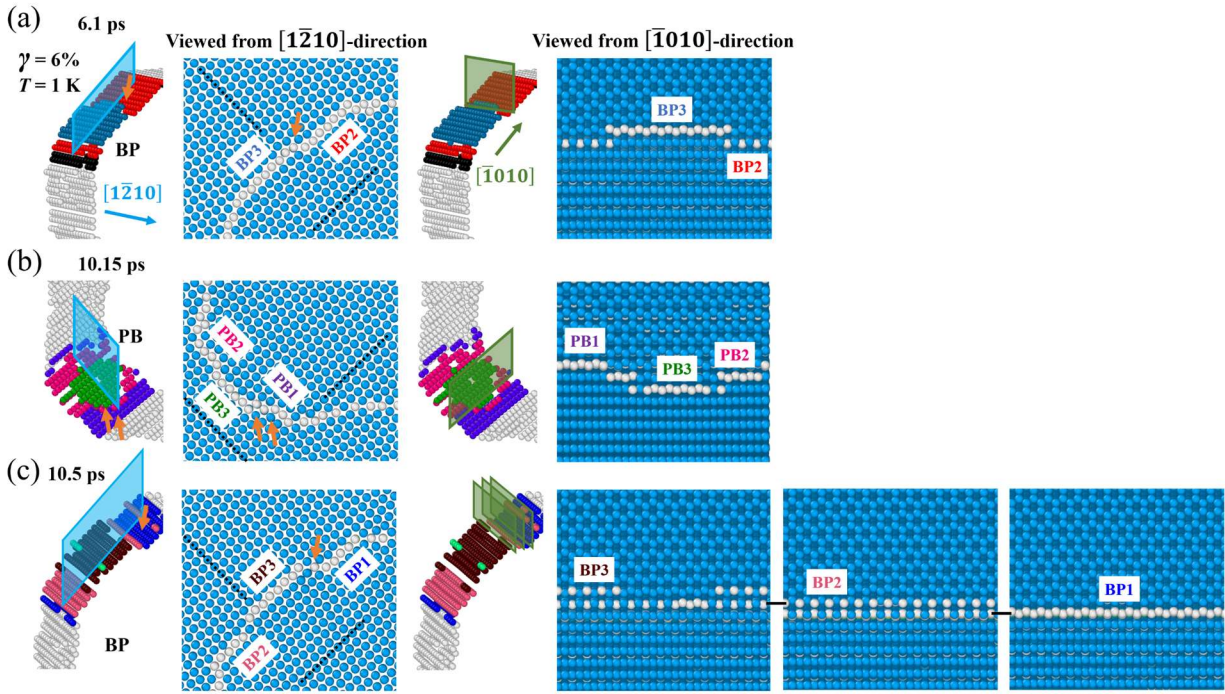 (a)
6.1 ps
γ = 6%
T = 1 K
BP
[1̅2̅10]
Viewed from [12̅10]-direction
BP3
BP2
[1̅010]
Viewed from [1̅010]-direction
BP3
BP2
(b)
10.15 ps
PB
PB2
PB1
PB3
PB1
PB3
PB2
(c)
10.5 ps
BP
BP3
BP1
BP2
BP3
BP2
BP1